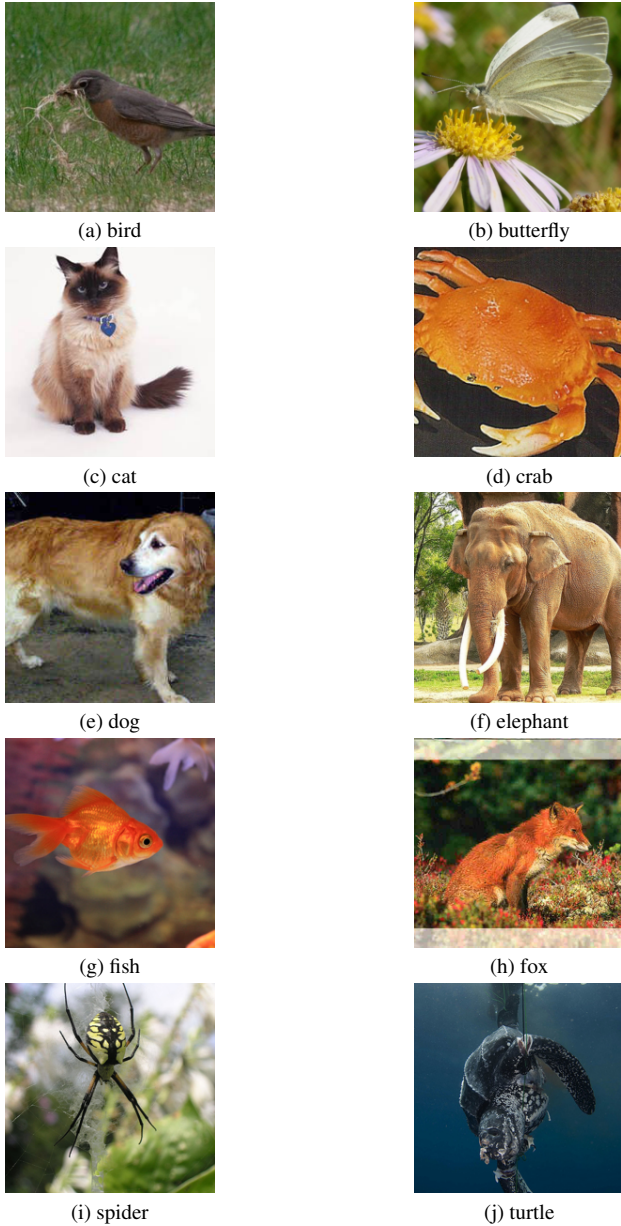 (a) bird
(b) butterfly
(c) cat
(d) crab
(e) dog
(f) elephant
(g) fish
(h) fox
(i) spider
(j) turtle